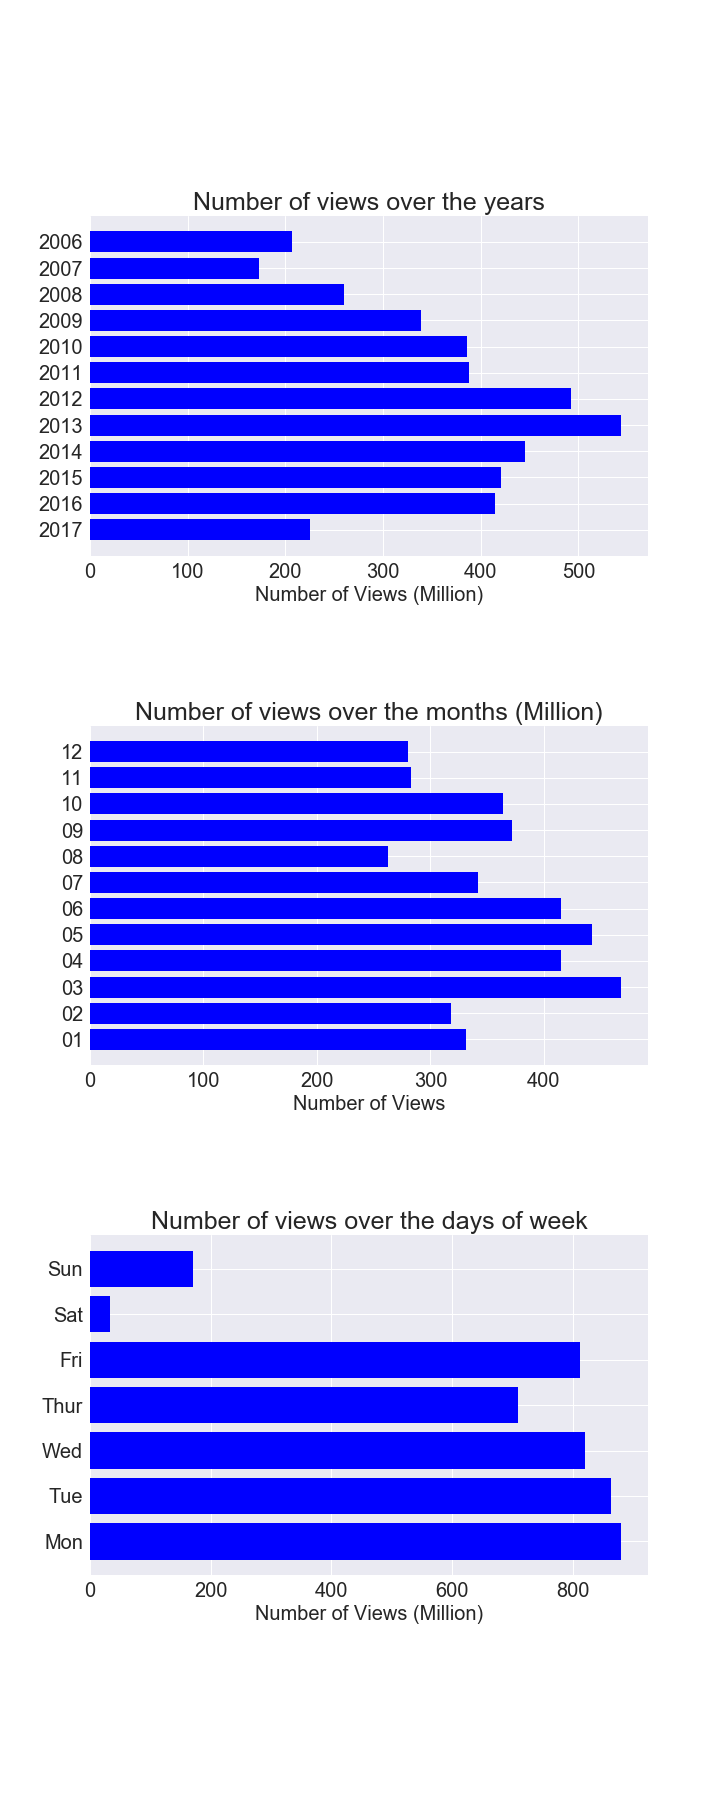 Number of views over the years
2006
2007
2008
2009
2010
2011
2012
2013
2014
2015
2016
2017
0 100 200 300 400 500
Number of Views (Million)
Number of views over the months (Million)
12
11
10
09
08
07
06
05
04
03
02
01
0 100 200 300 400
Number of Views
Number of views over the days of week
Sun
Sat
Fri
Thur
Wed
Tue
Mon
0 200 400 600 800
Number of Views (Million)